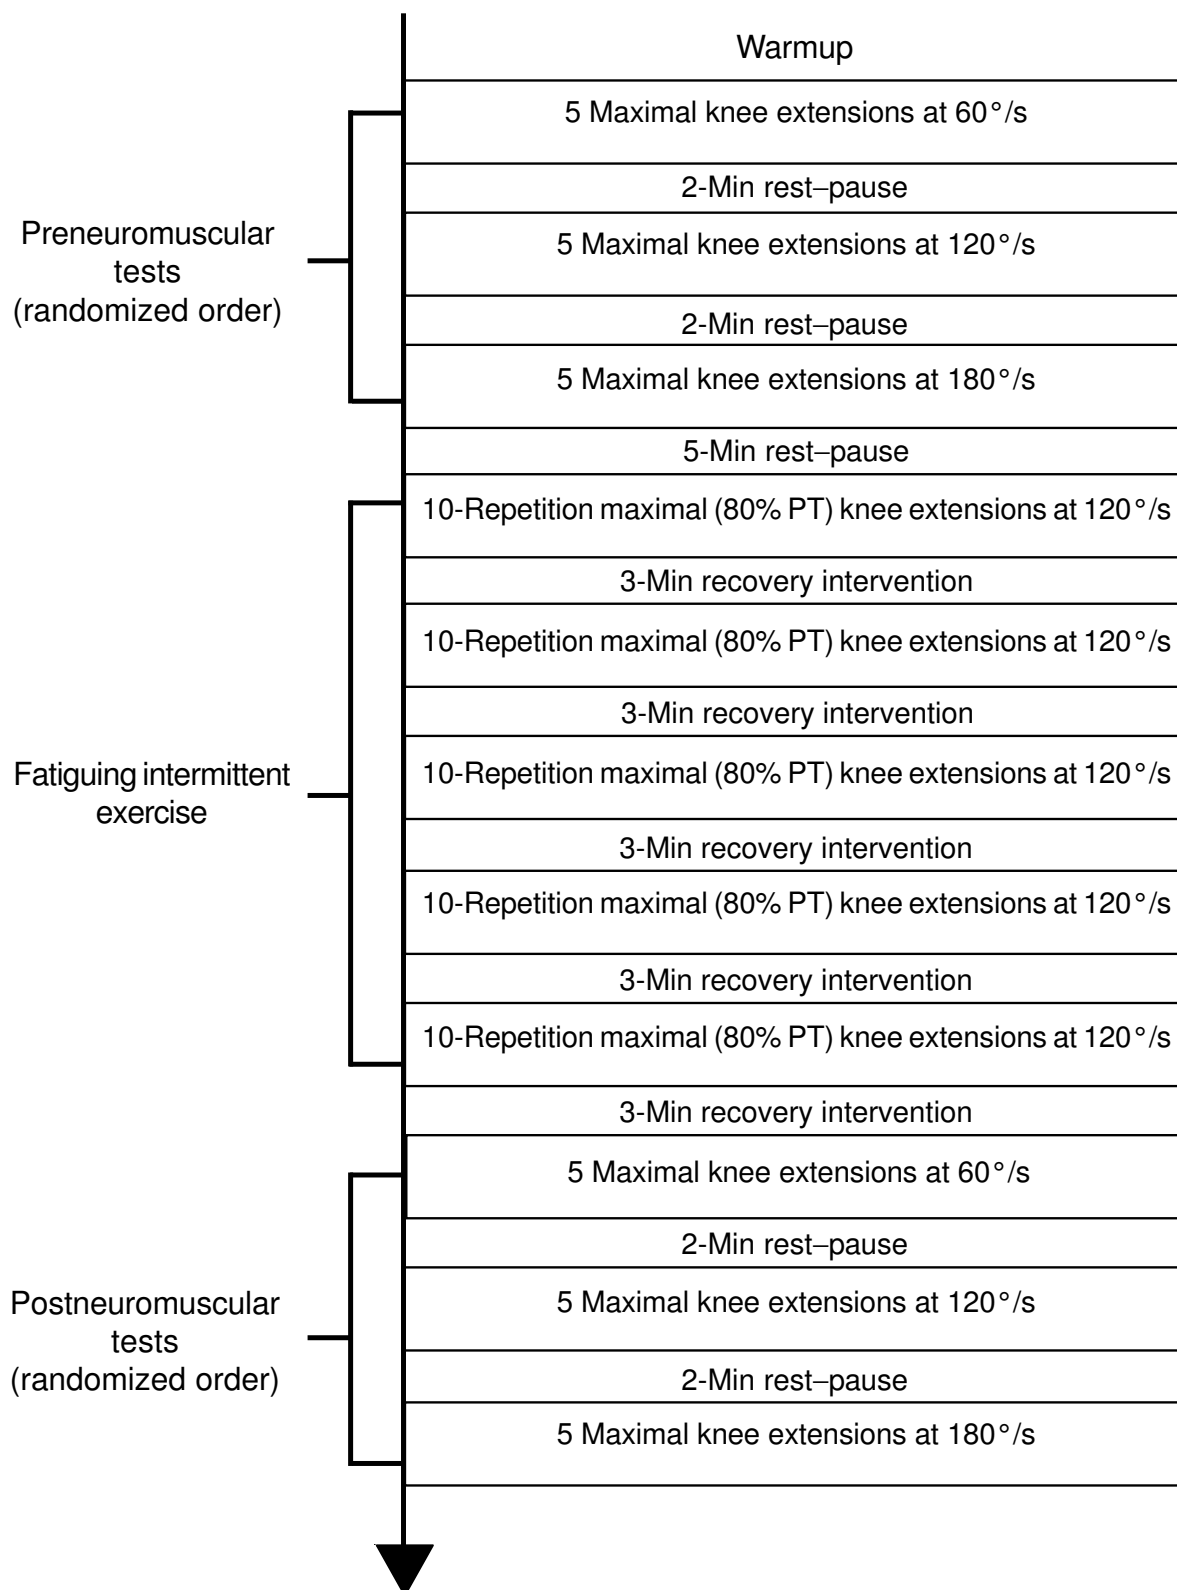 Warmup
5 Maximal knee extensions at 60°/s
2-Min rest–pause
Preneuromuscular
tests
(randomized order)
5 Maximal knee extensions at 120°/s
2-Min rest–pause
5 Maximal knee extensions at 180°/s
5-Min rest–pause
10-Repetition maximal (80% PT) knee extensions at 120°/s
3-Min recovery intervention
10-Repetition maximal (80% PT) knee extensions at 120°/s
3-Min recovery intervention
Fatiguing intermittent
exercise
10-Repetition maximal (80% PT) knee extensions at 120°/s
3-Min recovery intervention
10-Repetition maximal (80% PT) knee extensions at 120°/s
3-Min recovery intervention
10-Repetition maximal (80% PT) knee extensions at 120°/s
3-Min recovery intervention
5 Maximal knee extensions at 60°/s
2-Min rest–pause
Postneuromuscular
tests
(randomized order)
5 Maximal knee extensions at 120°/s
2-Min rest–pause
5 Maximal knee extensions at 180°/s